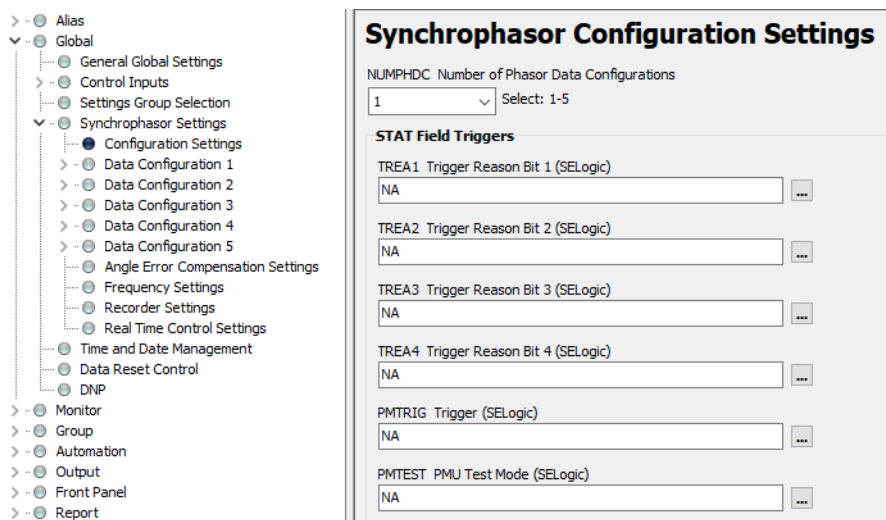 Alias
Global
General Global Settings
Control Inputs
Settings Group Selection
Synchrophasor Settings
Configuration Settings
Data Configuration 1
Data Configuration 2
Data Configuration 3
Data Configuration 4
Data Configuration 5
Angle Error Compensation Settings
Frequency Settings
Recorder Settings
Real Time Control Settings
Time and Date Management
Data Reset Control
DNP
Monitor
Group
Automation
Output
Front Panel
Report
Synchrophasor Configuration Settings
NUMPHDC Number of Phasor Data Configurations
1 Select: 1-5
STAT Field Triggers
TREA1 Trigger Reason Bit 1 (SELogic)
NA ...
TREA2 Trigger Reason Bit 2 (SELogic)
NA ...
TREA3 Trigger Reason Bit 3 (SELogic)
NA ...
TREA4 Trigger Reason Bit 4 (SELogic)
NA ...
PMTRIG Trigger (SELogic)
NA ...
PMTEST PMU Test Mode (SELogic)
NA ...